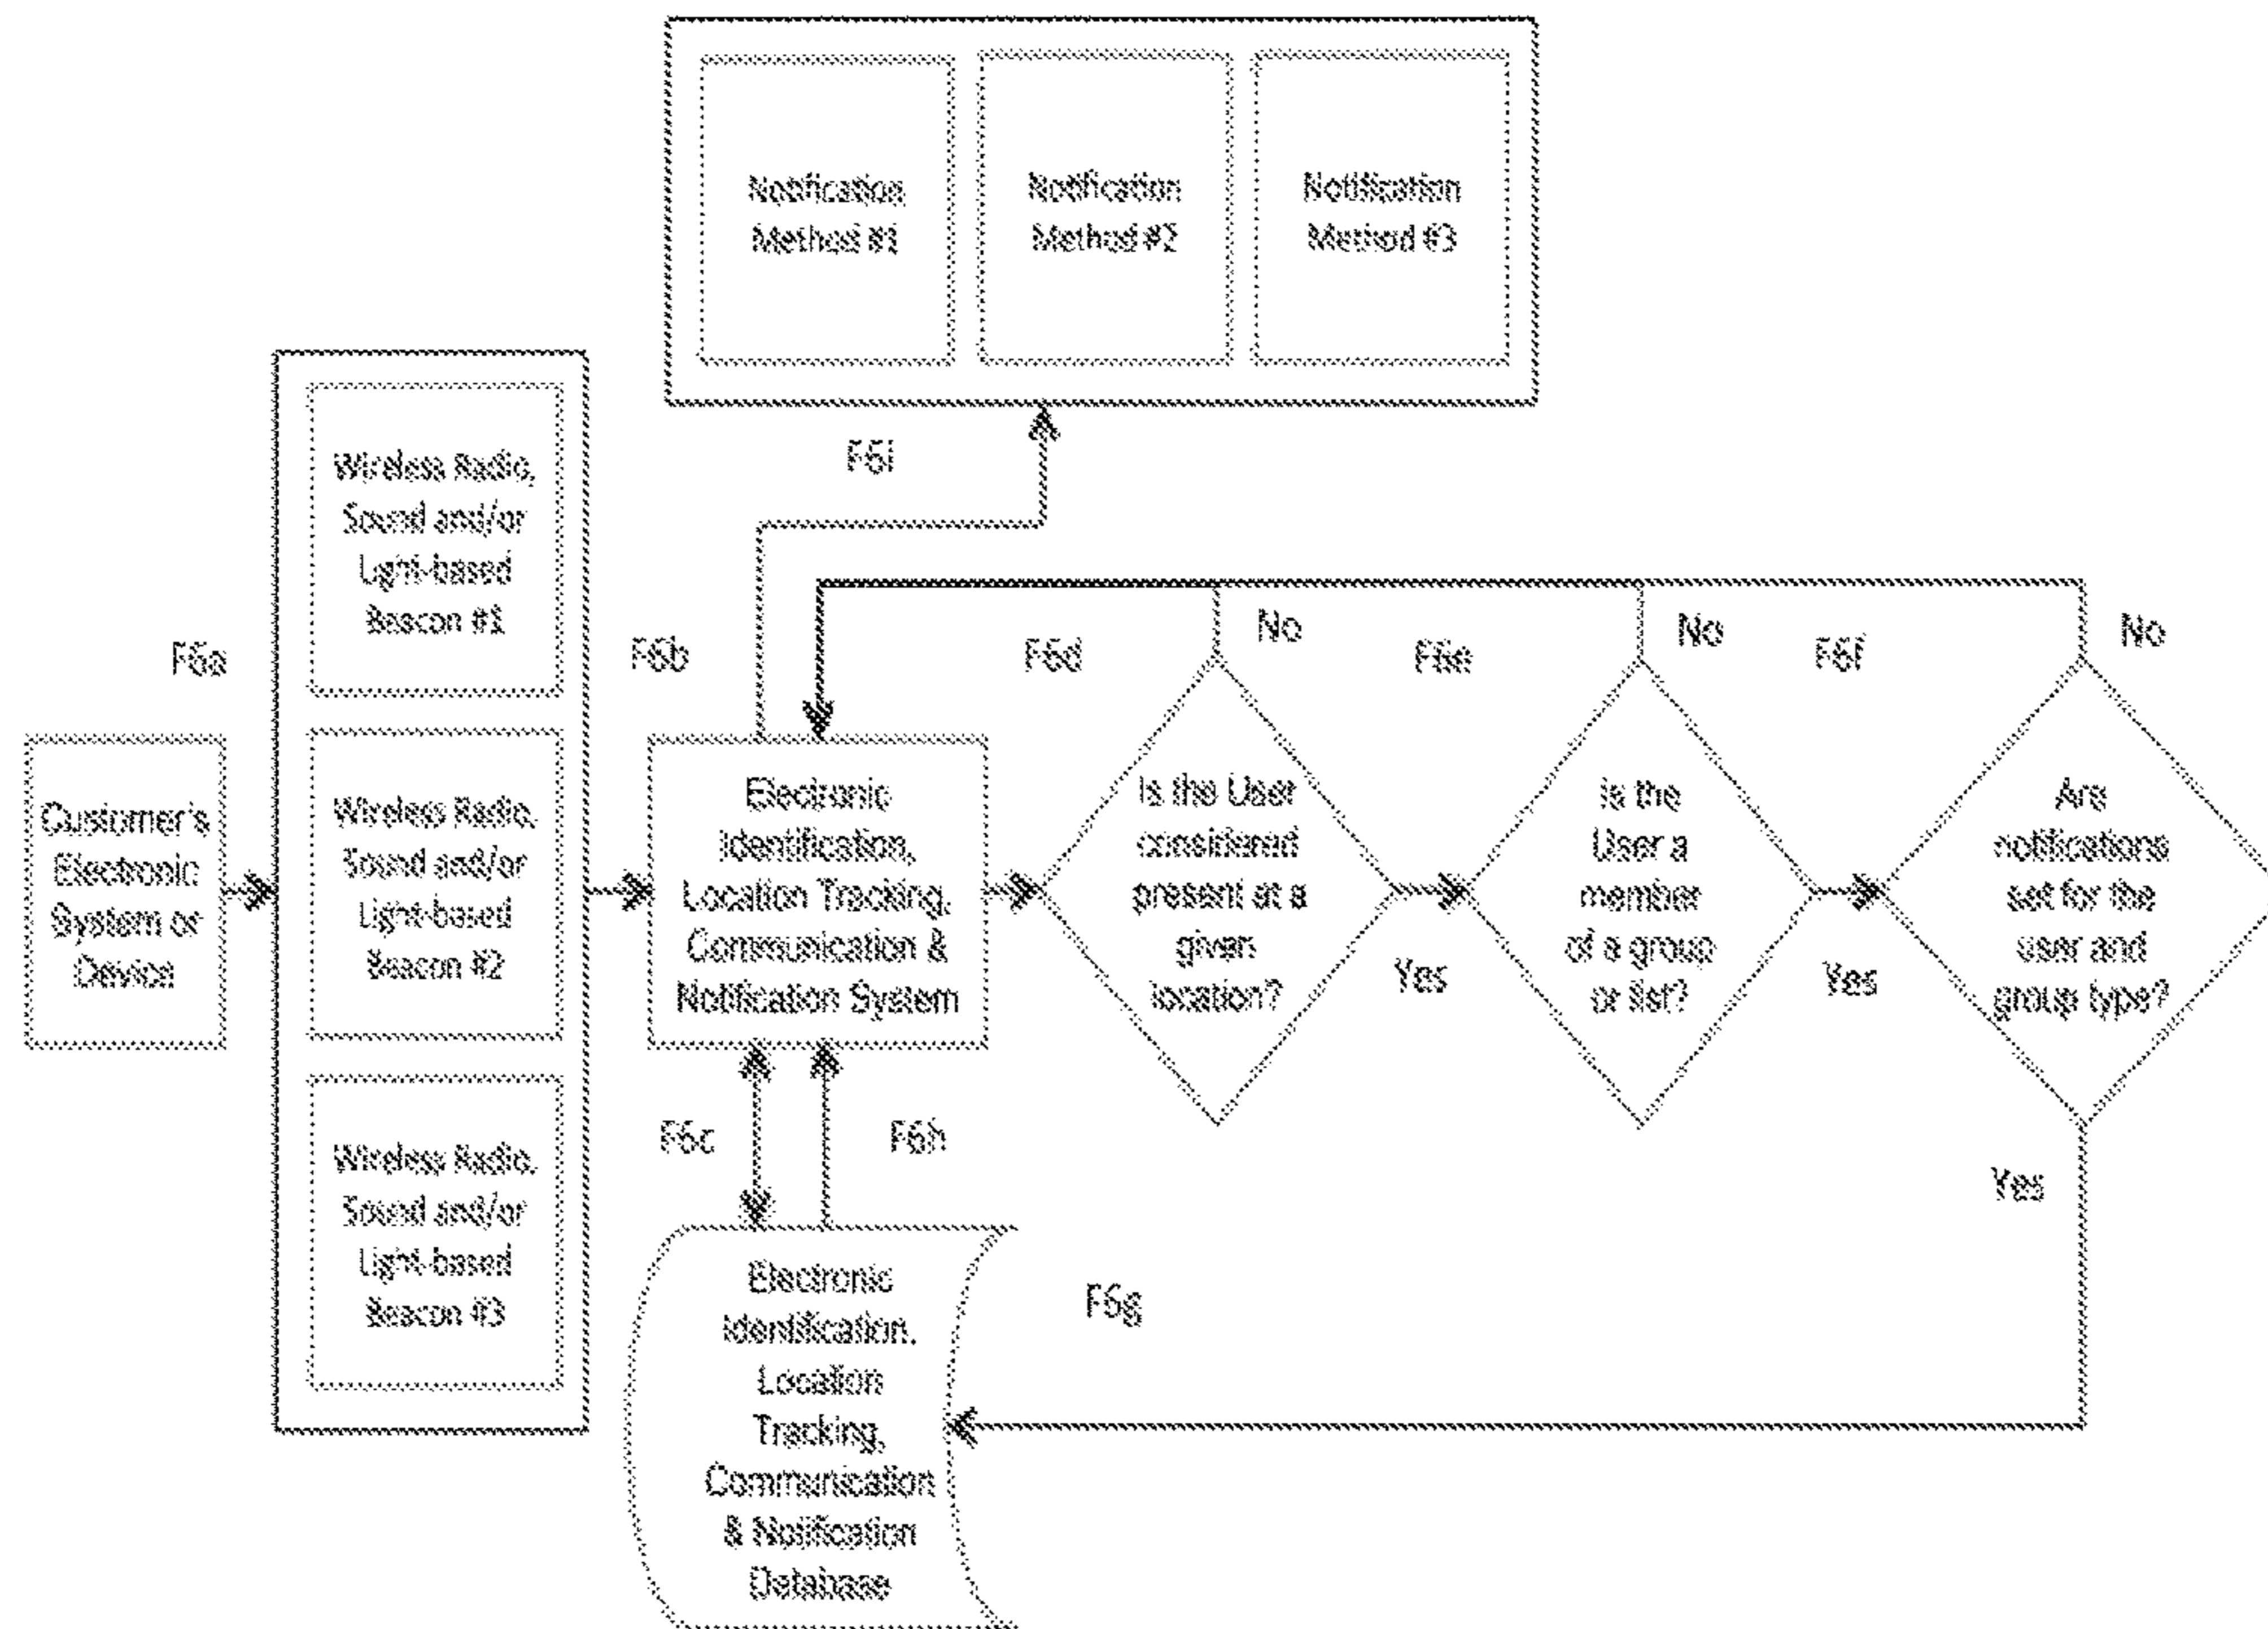 Notification
Method #1
Notification
Method #2
Notification
Method #3
F6i
Wireless Radio,
Sound and/or
Light-based
Beacon #1
F6a
F6b
F6d
No
F6e
No
F6f
No
Customer's
Electronic
System or
Device
Wireless Radio,
Sound and/or
Light-based
Beacon #2
Electronic
Identification,
Location Tracking,
Communication &
Notification System
Is the User
considered
present at a
given
location?
Yes
Is the
User a
member
of a group
or list?
Yes
Are
notifications
set for the
user and
group type?
Yes
F6c
F6h
Wireless Radio,
Sound and/or
Light-based
Beacon #3
Electronic
Identification,
Location
Tracking,
Communication
& Notification
Database
F6g